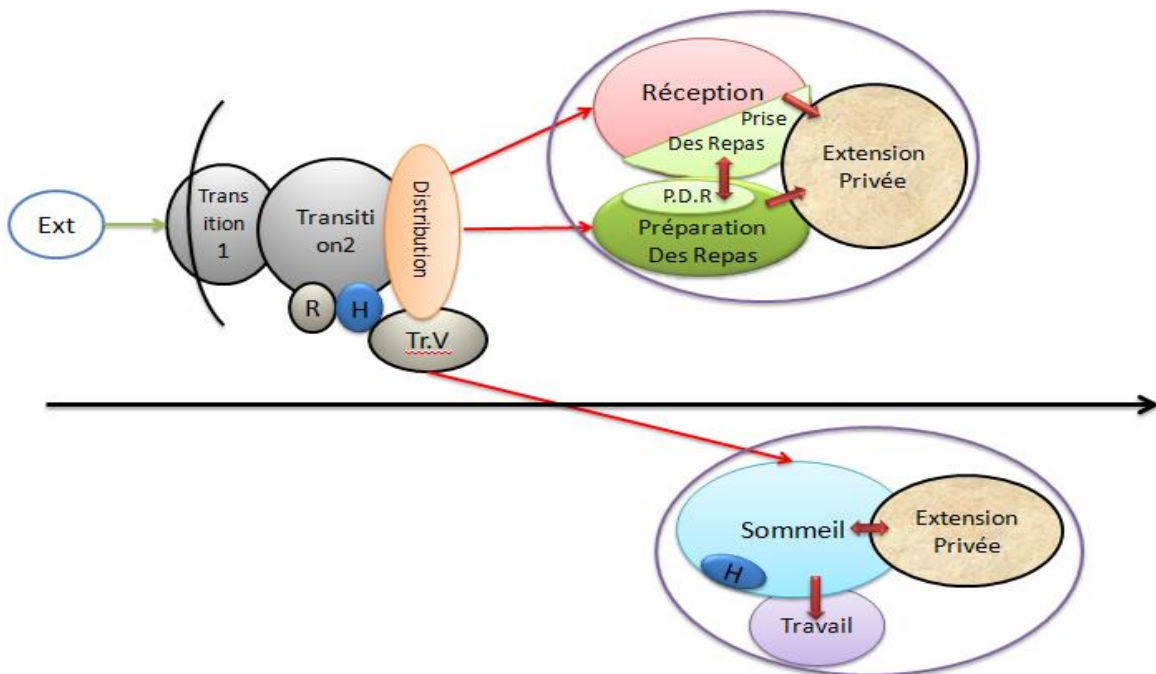 Ext
Trans
ition
1
Transiti
on2
R
H
Distribution
Tr.V
Réception
Prise
Des Repas
P.D.R
Préparation
Des Repas
Extension
Privée
Sommeil
H
Travail
Extension
Privée